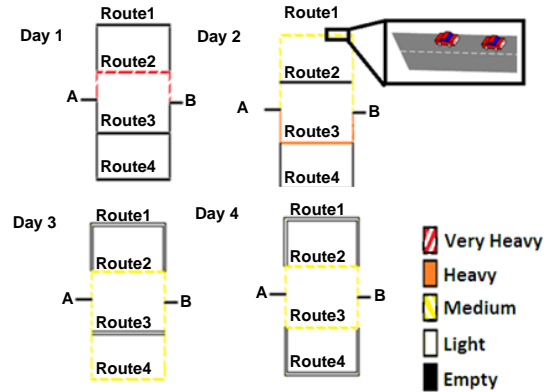 Day 1
Route1
Route2
A
B
Route3
Route4
Day 2
Route1
Route2
A
B
Route3
Route4
Day 3
Route1
Route2
A
B
Route3
Route4
Day 4
Route1
Route2
A
B
Route3
Route4
Very Heavy
Heavy
Medium
Light
Empty